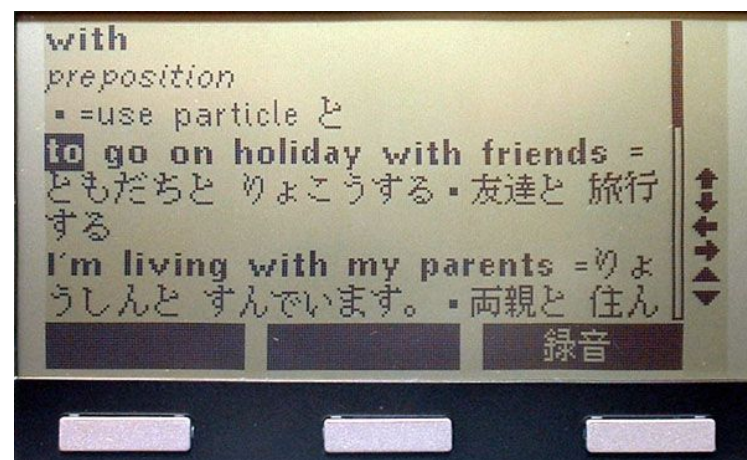 with
preposition
▪ =use particle と
to go on holiday with friends =
ともだちと りょこうする▪友達と 旅行
する
I'm living with my parents =りょ
うしんと すんでいます。▪両親と 住ん
録音